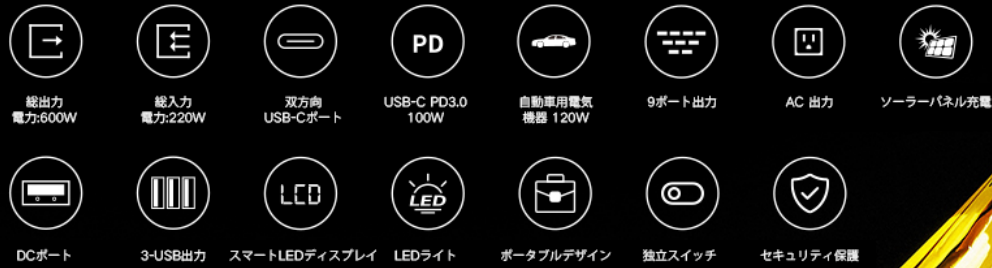 PD
総出力
電力:600W
総入力
電力:220W
双方向
USB-Cポート
USB-C PD3.0
100W
自動車用電気
機器 120W
9ポート出力
AC 出力
ソーラーパネル充電
LCD
LED
DCポート
3-USB出力
スマートLEDディスプレイ
LEDライト
ポータブルデザイン
独立スイッチ
セキュリティ保護